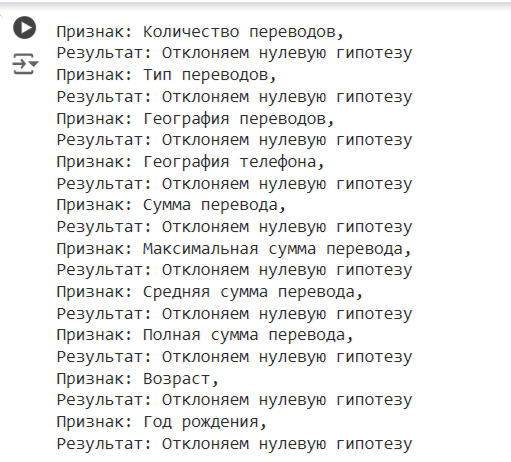 Признак: Количество переводов,
Результат: Отклоняем нулевую гипотезу
Признак: Тип переводов,
Результат: Отклоняем нулевую гипотезу
Признак: География переводов,
Результат: Отклоняем нулевую гипотезу
Признак: География телефона,
Результат: Отклоняем нулевую гипотезу
Признак: Сумма перевода,
Результат: Отклоняем нулевую гипотезу
Признак: Максимальная сумма перевода,
Результат: Отклоняем нулевую гипотезу
Признак: Средняя сумма перевода,
Результат: Отклоняем нулевую гипотезу
Признак: Полная сумма перевода,
Результат: Отклоняем нулевую гипотезу
Признак: Возраст,
Результат: Отклоняем нулевую гипотезу
Признак: Год рождения,
Результат: Отклоняем нулевую гипотезу